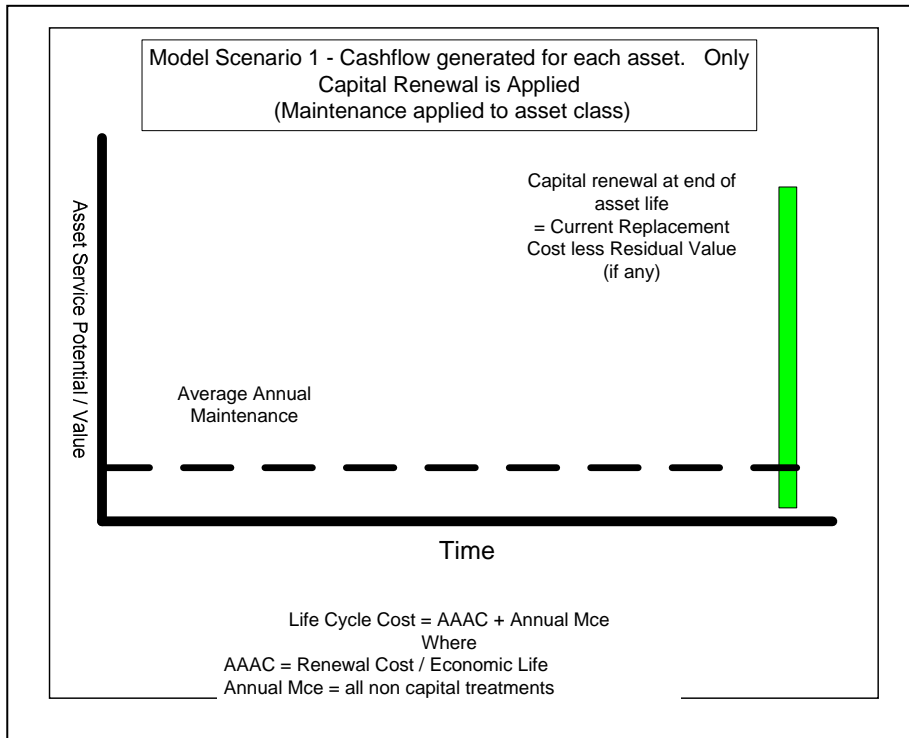 Model Scenario 1 - Cashflow generated for each asset. Only
Capital Renewal is Applied
(Maintenance applied to asset class)
Asset Service Potential / Value
Capital renewal at end of
asset life
= Current Replacement
Cost less Residual Value
(if any)
Average Annual
Maintenance
Time
Life Cycle Cost = AAAC + Annual Mce
Where
AAAC = Renewal Cost / Economic Life
Annual Mce = all non capital treatments